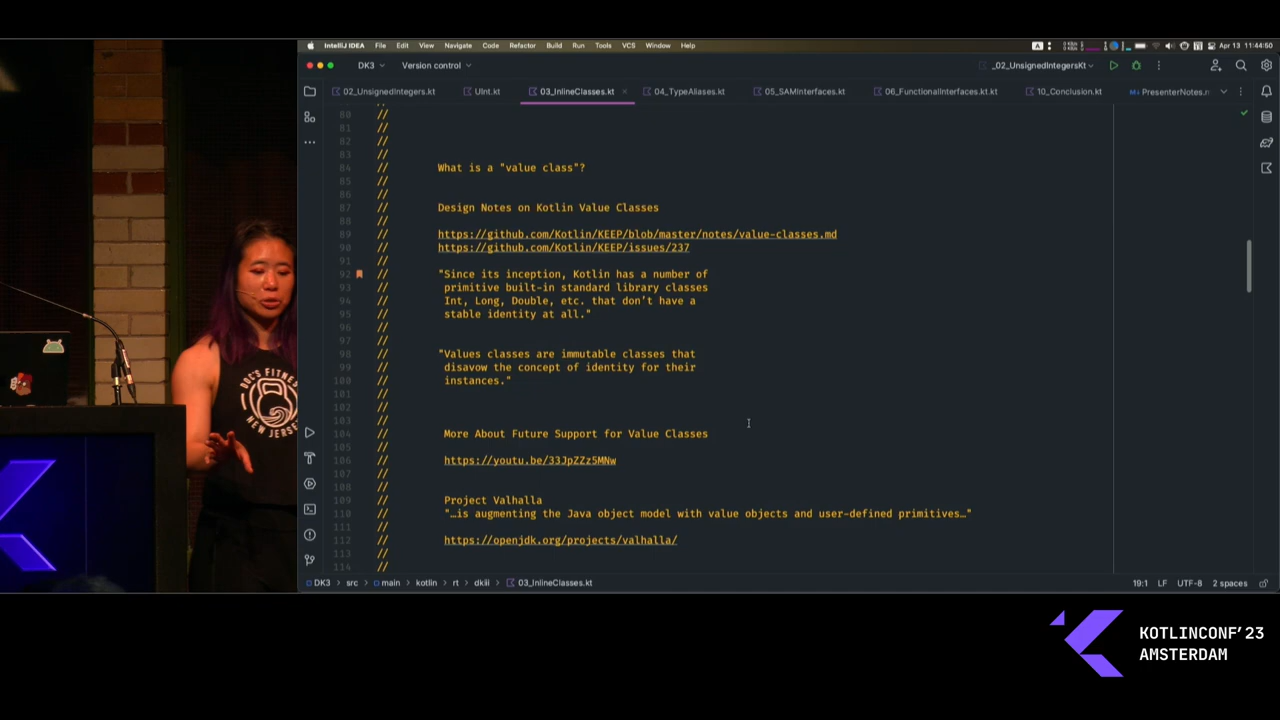 IntelliJ IDEA File Edit View Navigate Code Refactor Build Run Tools VCS Window Help
Apr 13 11:44:50
DK3
Version control
_02_UnsignedIntegersKt
02_UnsignedIntegers.kt
UInt.kt
03_InlineClasses.kt
04_TypeAliases.kt
05_SAMInterfaces.kt
06_FunctionalInterfaces.kt.kt
10_Conclusion.kt
PresenterNotes.n
80 //
81 //
82 //
83 //
84 // What is a "value class"?
85 //
86 //
87 // Design Notes on Kotlin Value Classes
88 //
89 // https://github.com/Kotlin/KEEP/blob/master/notes/value-classes.md
90 // https://github.com/Kotlin/KEEP/issues/237
91 //
92 // "Since its inception, Kotlin has a number of
93 // primitive built-in standard library classes
94 // Int, Long, Double, etc. that don't have a
95 // stable identity at all."
96 //
97 //
98 // "Values classes are immutable classes that
99 // disavow the concept of identity for their
100 // instances."
101 //
102 //
103 //
104 // More About Future Support for Value Classes
105 //
106 // https://youtu.be/33JpZZz5MNw
107 //
108 //
109 // Project Valhalla
110 // "…is augmenting the Java object model with value objects and user-defined primitives…"
111 //
112 // https://openjdk.org/projects/valhalla/
113 //
114 //
DK3 > src > main > kotlin > rt > dkiii > 03_InlineClasses.kt
19:1 LF UTF-8 2 spaces
DOC'S FITNES
NEW JERSE
KOTLINCONF'23
AMSTERDAM